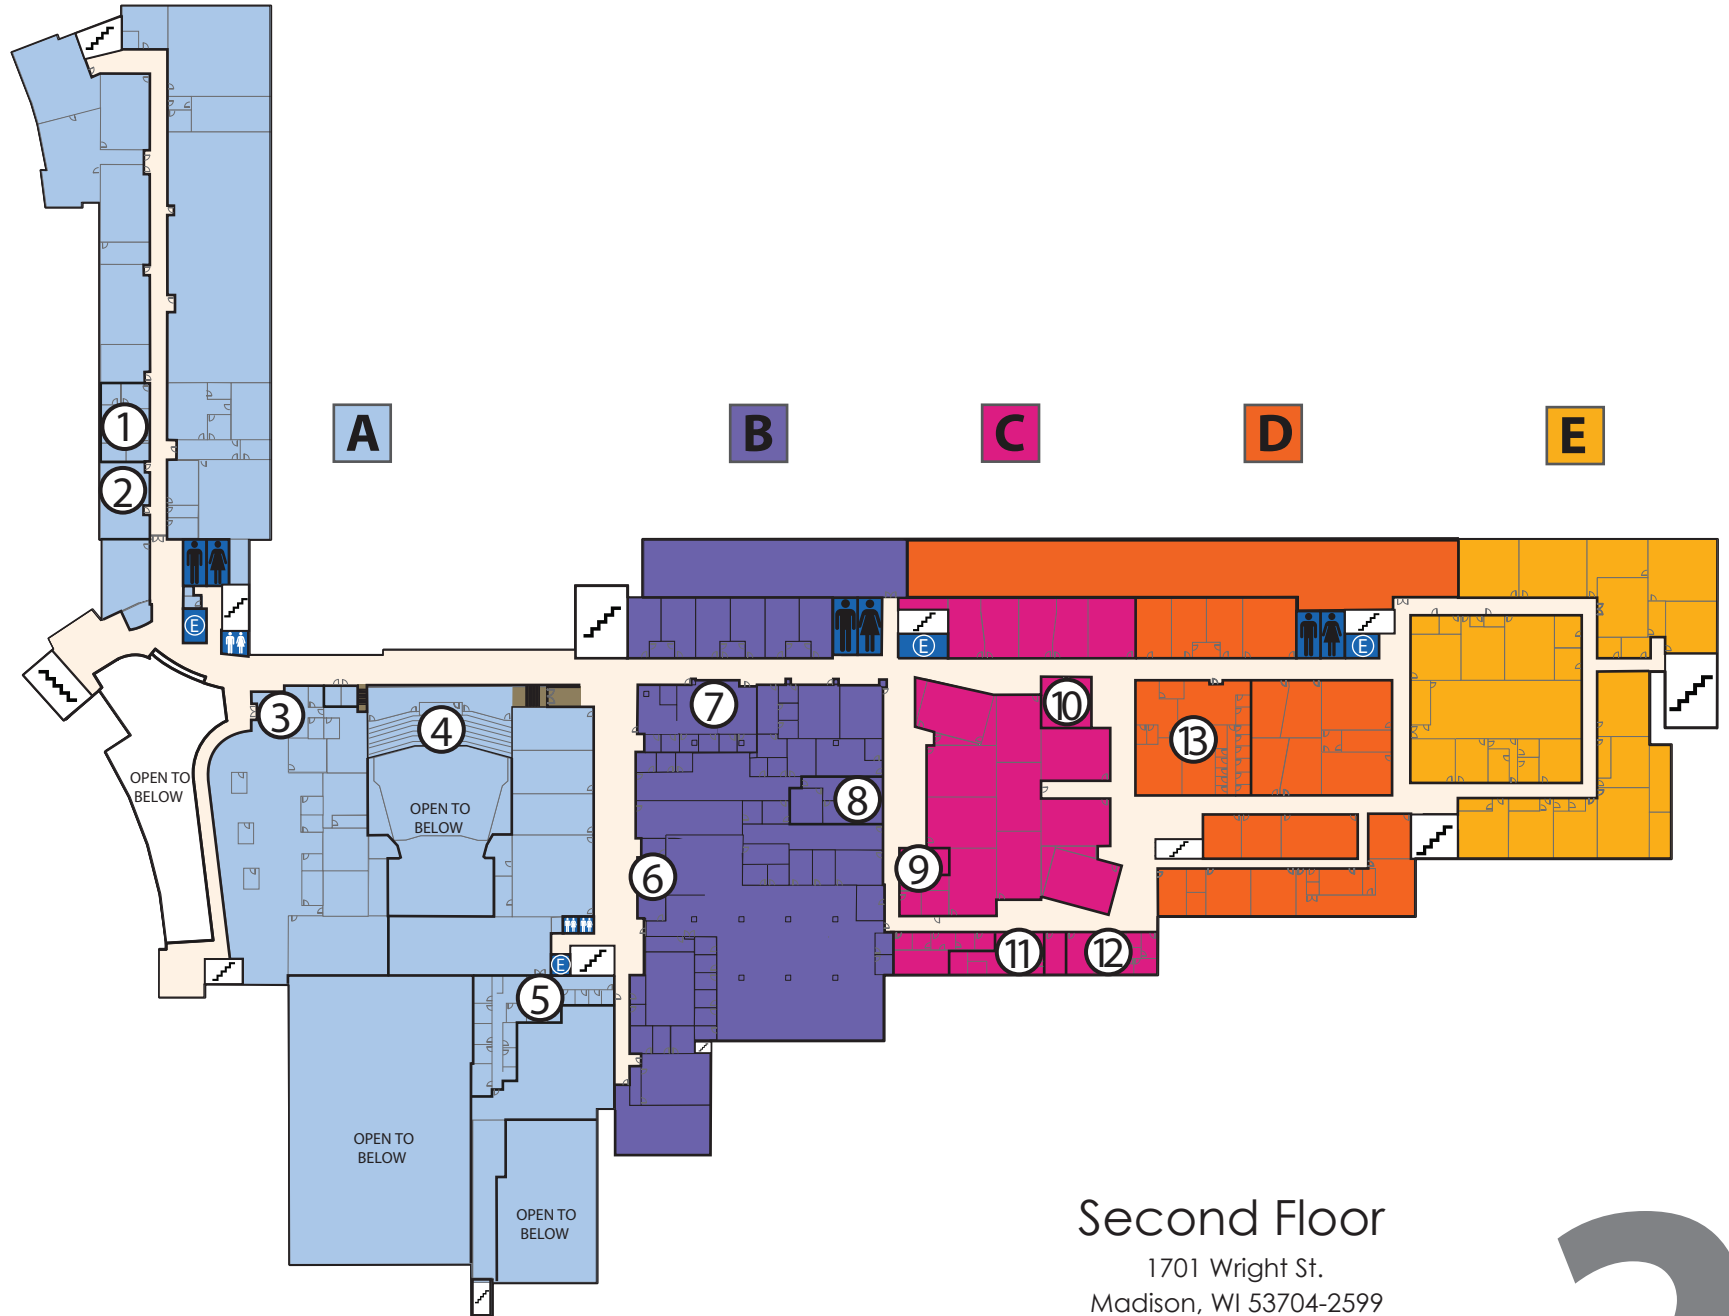 A
B
C
D
E
1
2
E
E
E
3
4
7
10
13
OPEN TO
BELOW
OPEN TO
BELOW
8
6
9
11
12
E
5
OPEN TO
BELOW
OPEN TO
BELOW
Second Floor
1701 Wright St.
Madison, WI 53704-2599
2